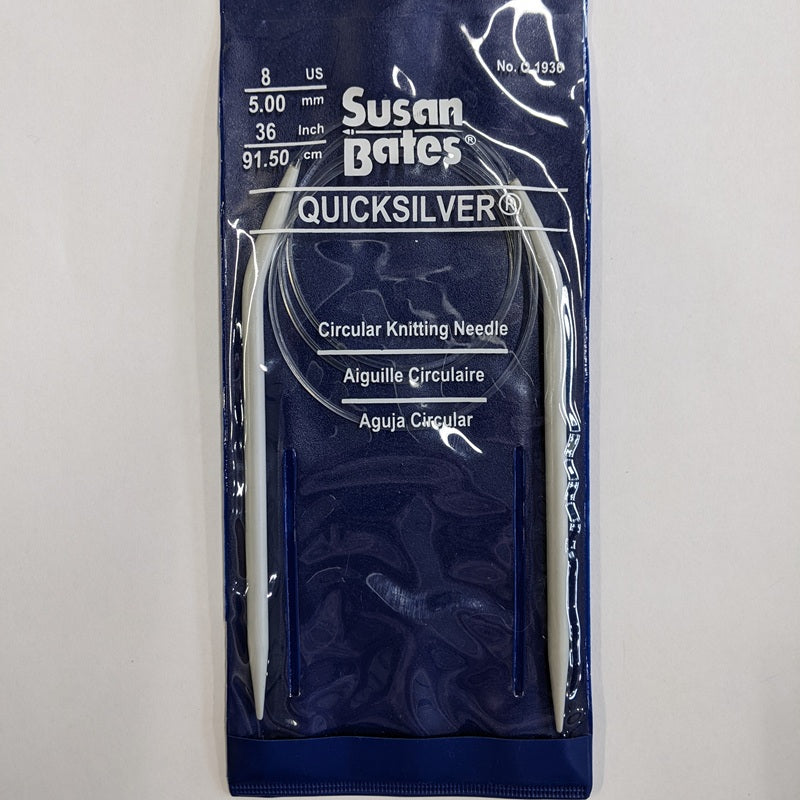 8 US
5.00 mm
36 Inch
91.50 cm
No.
Susan
Bates®
QUICKSILVER®
Circular Knitting Needle
Aiguille Circulaire
Aguja Circular